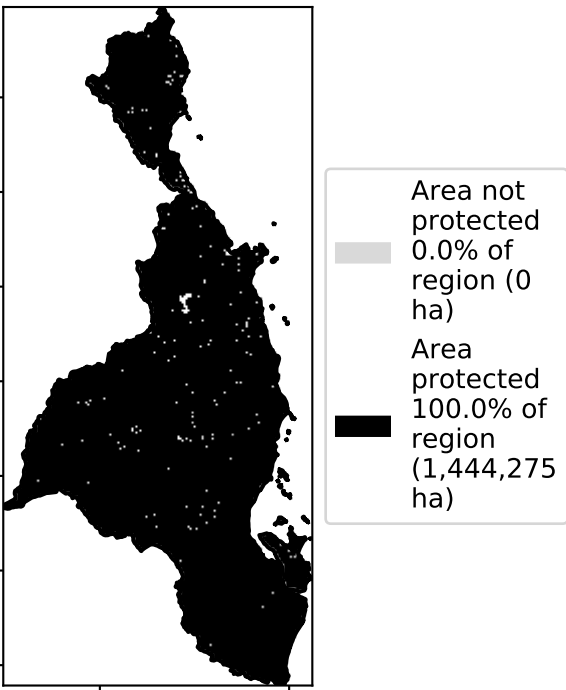 Area not
protected
0.0% of
region (0
ha)
Area
protected
100.0% of
region
(1,444,275
ha)